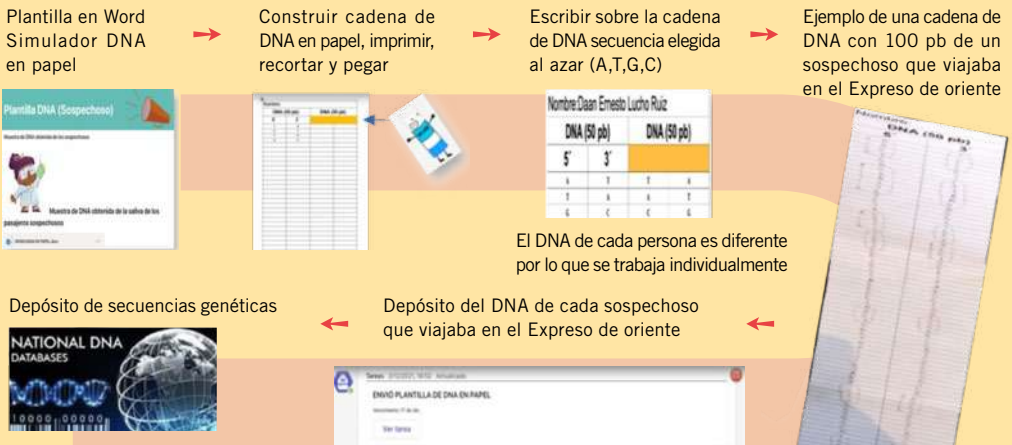 Plantilla en Word
Simulador DNA
en papel
Construir cadena de
DNA en papel, imprimir,
recortar y pegar
Escribir sobre la cadena
de DNA secuencia elegida
al azar (A,T,G,C)
Ejemplo de una cadena de
DNA con 100 pb de un
sospechoso que viajaba
en el Expreso de oriente
Plantilla DNA (Sospechoso)
Muestra de DNA obtenida de la saliva de los
pasajeros sospechosos
Nombre:Daan Ernesto Lucho Ruiz
DNA (50 pb) DNA (50 pb)
5´ 3´
A T T A
T A A T
G C C G
El DNA de cada persona es diferente
por lo que se trabaja individualmente
DNA (50 pb)
5´ 3´
Depósito de secuencias genéticas
Depósito del DNA de cada sospechoso
que viajaba en el Expreso de oriente
NATIONAL DNA
DATABASES
ENVIÓ PLANTILLA DE DNA EN PAPEL
Ver tarea